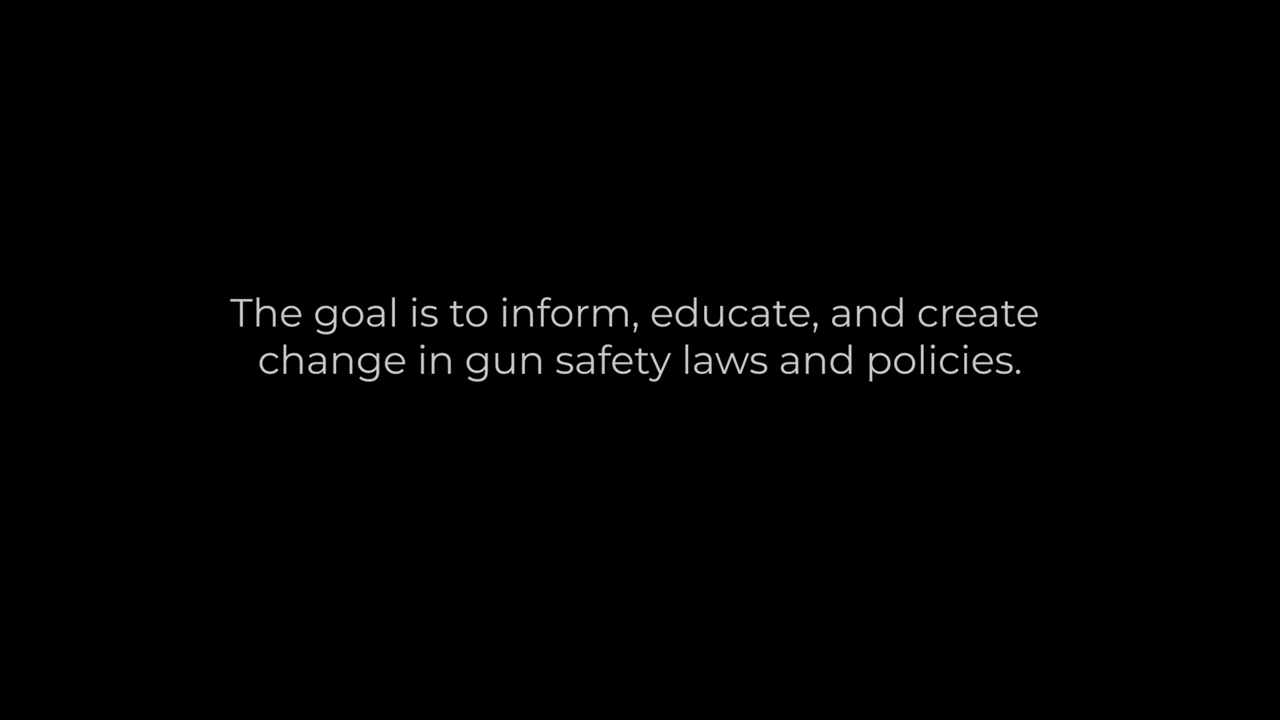 The goal is to inform, educate, and create
change in gun safety laws and policies.